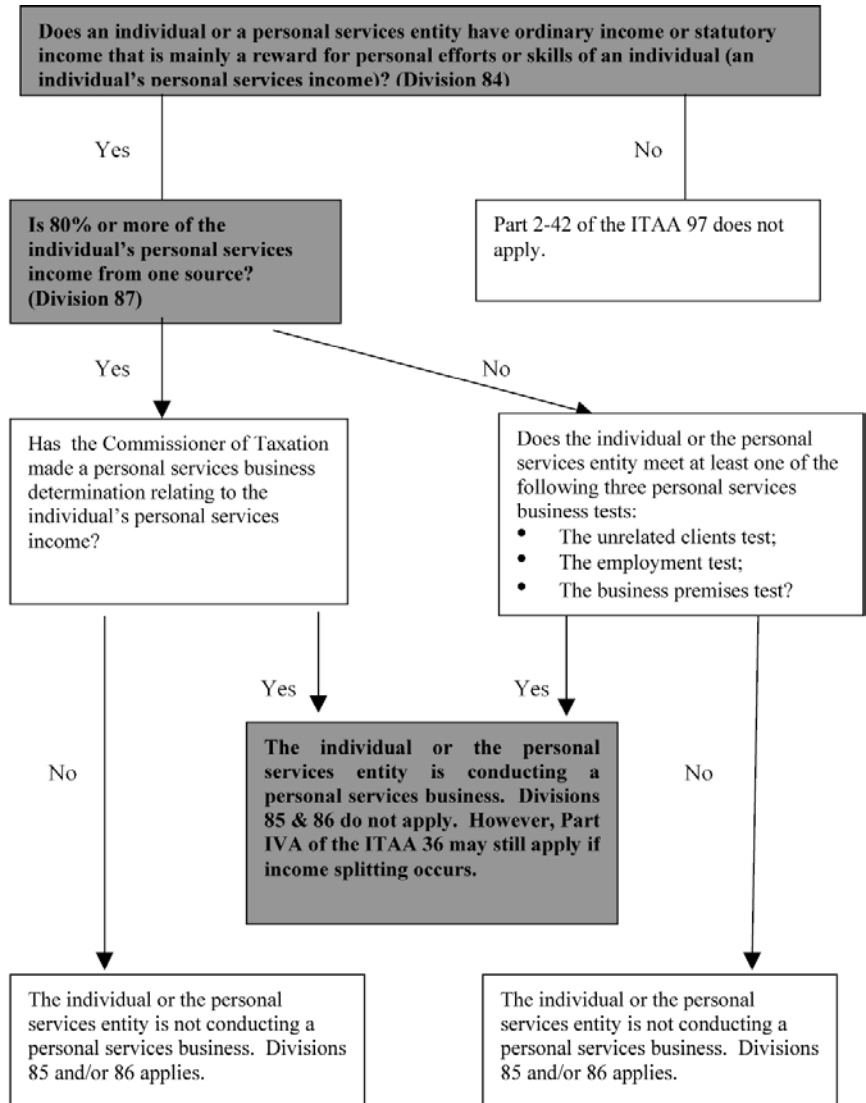 Does an individual or a personal services entity have ordinary income or statutory
income that is mainly a reward for personal efforts or skills of an individual (an
individual's personal services income)? (Division 84)
Yes
No
Is 80% or more of the
individual's personal services
income from one source?
(Division 87)
Part 2-42 of the ITAA 97 does not
apply.
Yes
No
Has the Commissioner of Taxation
made a personal services business
determination relating to the
individual's personal services
income?
Does the individual or the personal
services entity meet at least one of the
following three personal services
business tests:
• The unrelated clients test;
• The employment test;
• The business premises test?
Yes
Yes
No
No
The individual or the personal
services entity is conducting a
personal services business. Divisions
85 & 86 do not apply. However, Part
IVA of the ITAA 36 may still apply if
income splitting occurs.
The individual or the personal
services entity is not conducting a
personal services business. Divisions
85 and/or 86 applies.
The individual or the personal
services entity is not conducting a
personal services business. Divisions
85 and/or 86 applies.